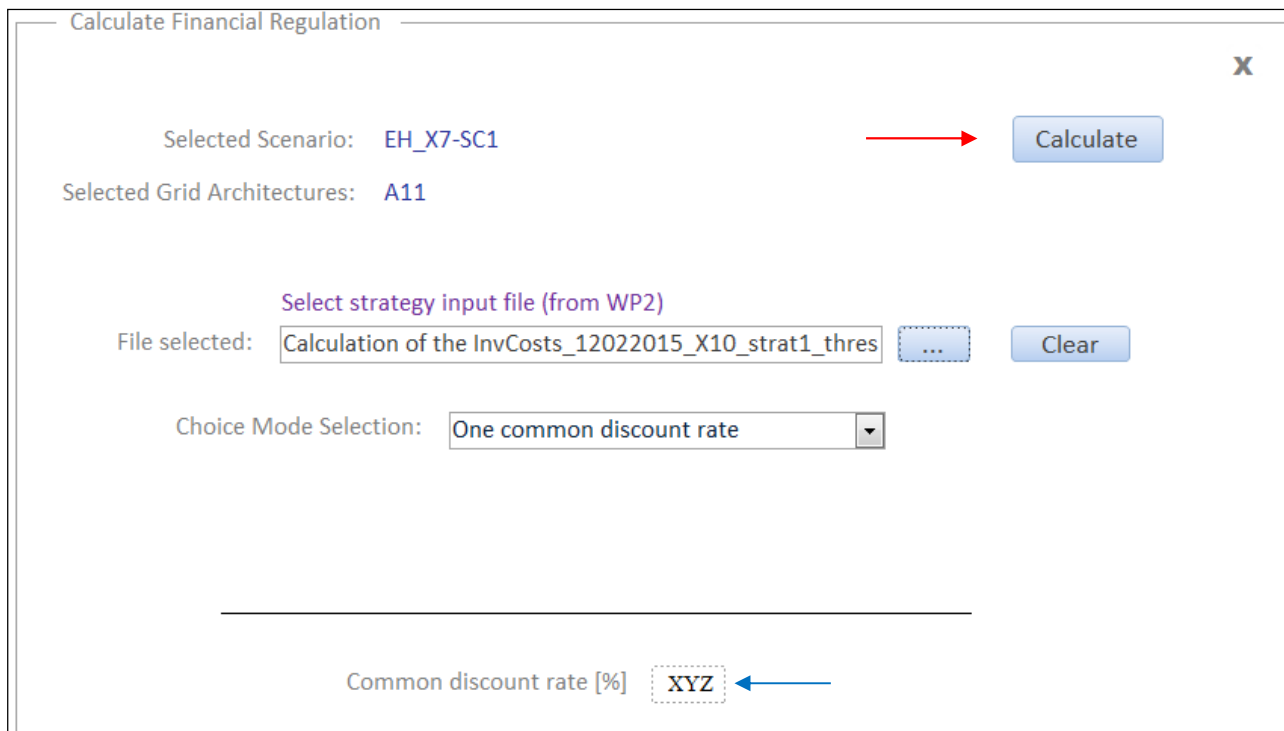 Calculate Financial Regulation
X
Selected Scenario: EH_X7-SC1
Calculate
Selected Grid Architectures: A11
Select strategy input file (from WP2)
File selected: Calculation of the InvCosts_12022015_X10_strat1_thres ... Clear
Choice Mode Selection: One common discount rate
Common discount rate [%] XYZ